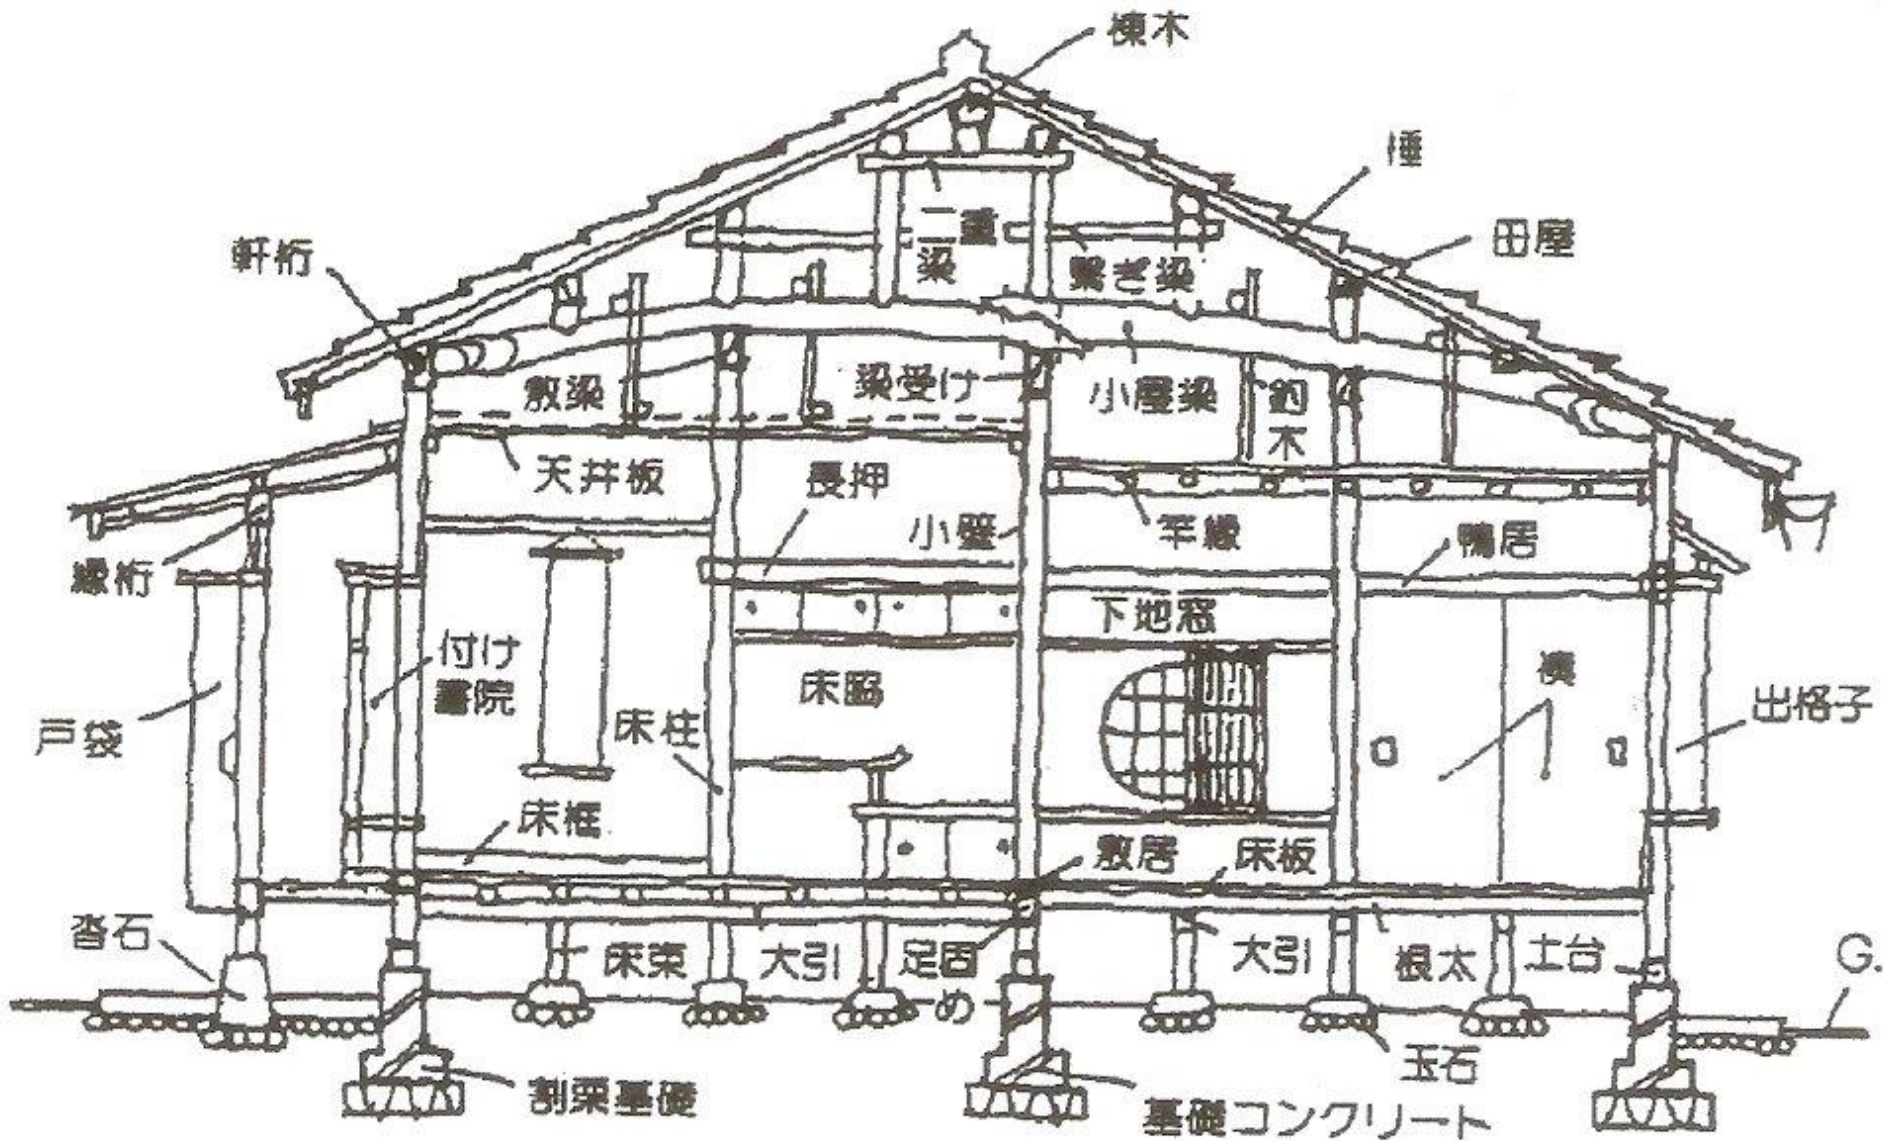 棟木
埵
田屋
軒桁
二重
梁
繋ぎ梁
敷梁
梁受け
小屋梁
釣
木
天井板
長押
小壁
竿縁
鴨居
縁桁
下地窓
付け
書院
床脇
襖
出格子
戸袋
床柱
床框
敷居
床板
沓石
床束
大引
足固
め
大引
根太
土台
G.
玉石
割栗基礎
基礎コンクリート